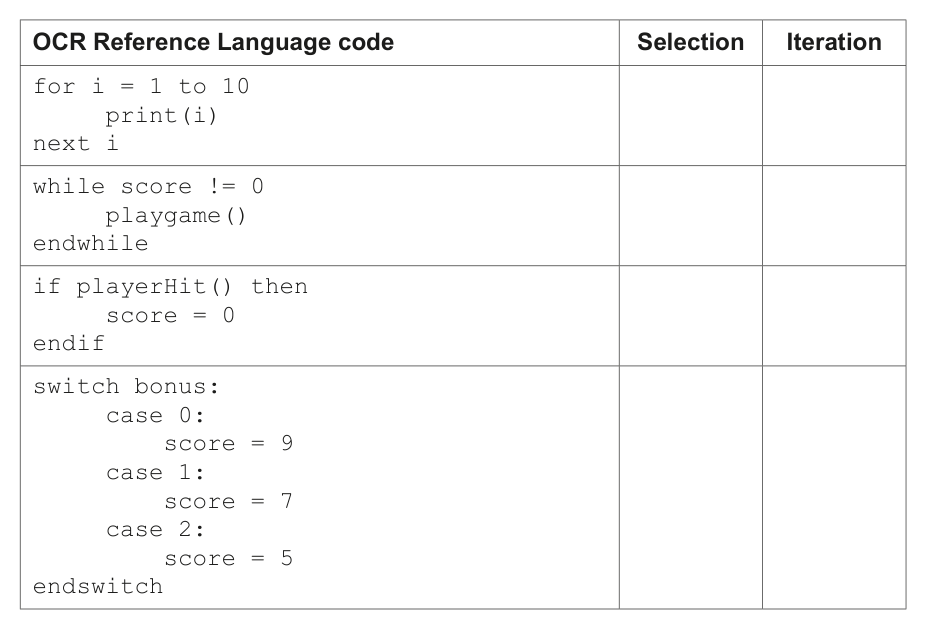 OCR Reference Language code Selection Iteration
for i = 1 to 10
print(i)
next i
while score != 0
playgame()
endwhile
if playerHit() then
score = 0
endif
switch bonus:
case 0:
score = 9
case 1:
score = 7
case 2:
score = 5
endswitch